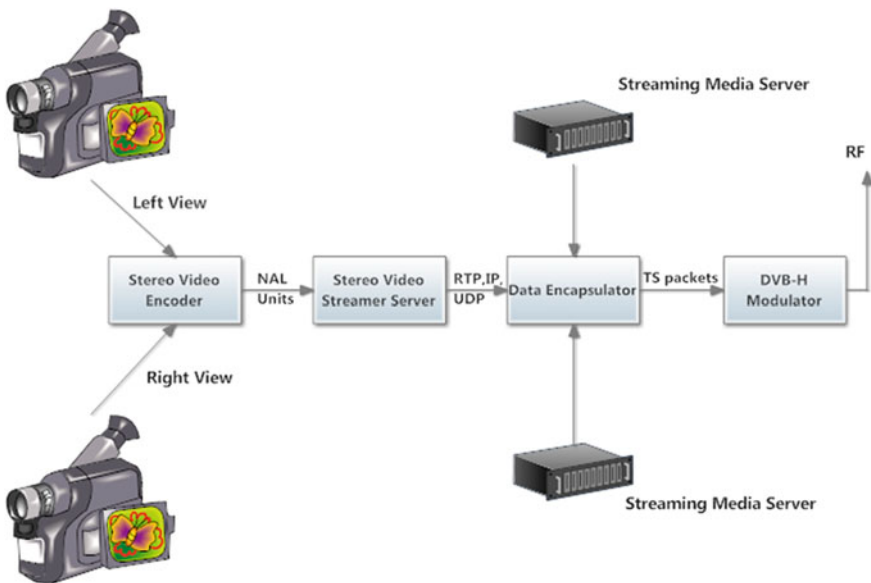 Streaming Media Server
RF
Left View
Stereo Video
Encoder
NAL
Units
Stereo Video
Streamer Server
RTP,IP,
UDP
Data Encapsulator
TS packets
DVB-H
Modulator
Right View
Streaming Media Server